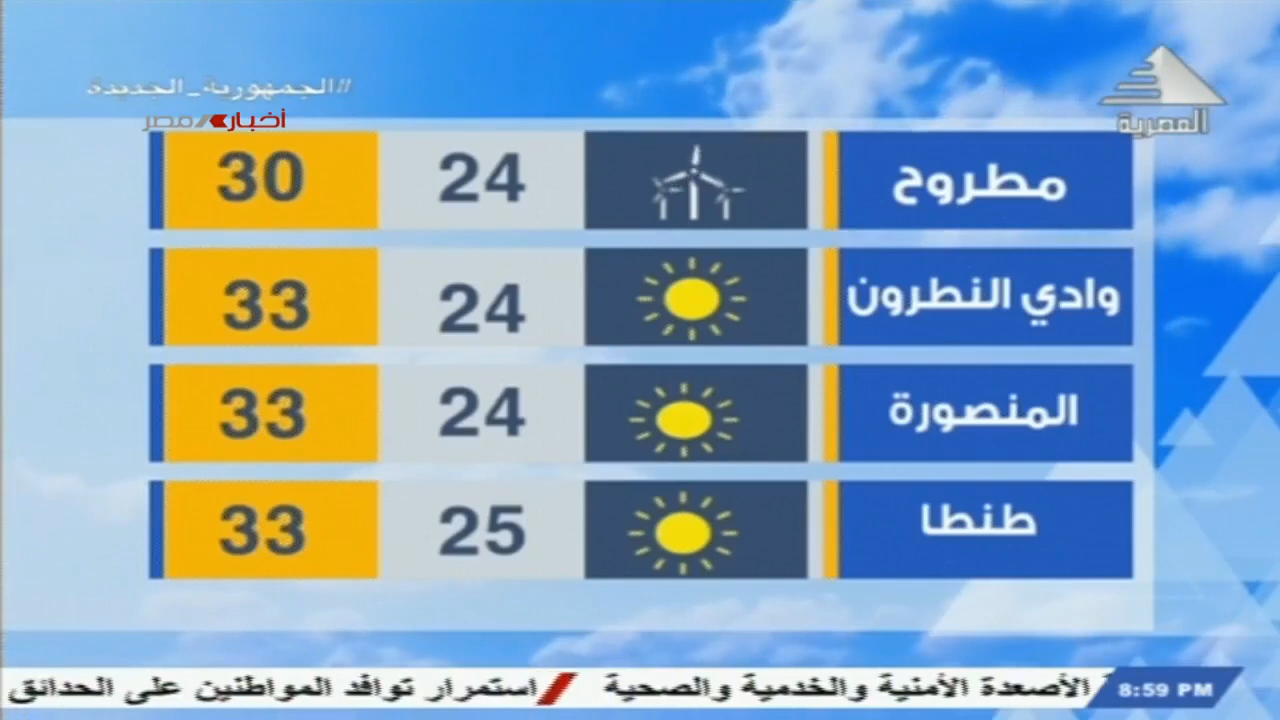 #الجمهورية_الجديدة
المصرية
أخبار مصر
مطروح 24 30
وادي النطرون 24 33
المنصورة 24 33
طنطا 25 33
8:59 PM الأصعدة الأمنية والخدمية والصحية استمرار توافد المواطنين على الحدائق